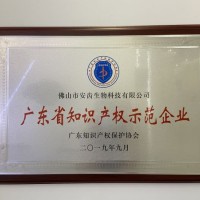 佛山市安齿生物科技有限公司
广东省知识产权示范企业
广东知识产权保护协会
二〇一九年九月